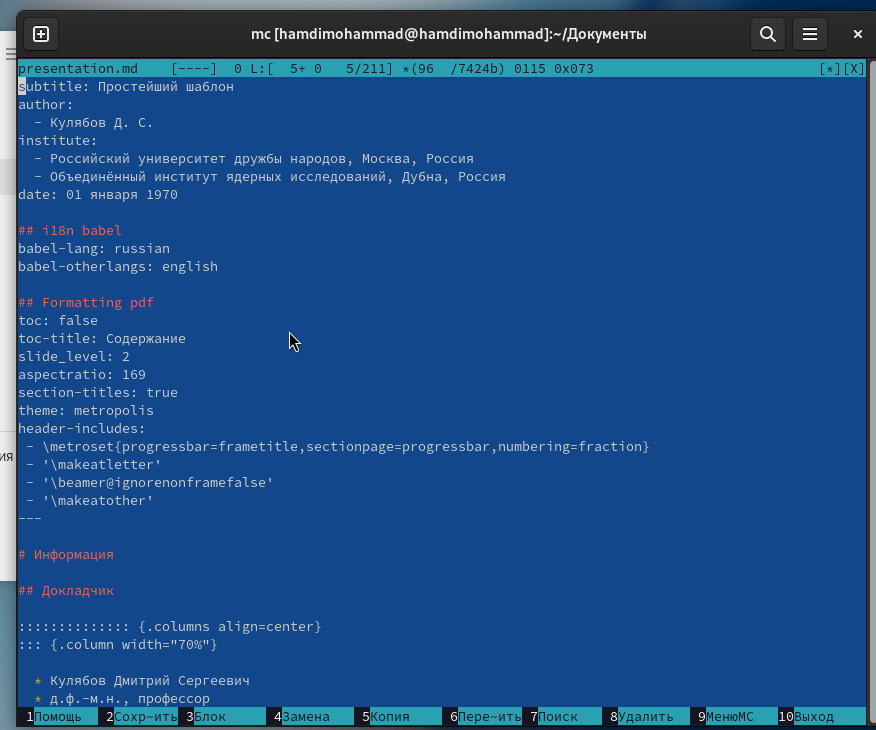 mc [hamdimohammad@hamdimohammad]:~/Документы
presentation.md    [----]  0 L:[  5+ 0   5/211] *(96  /7424b) 0115 0x073    [*][X]
subtitle: Простейший шаблон
author:
  - Кулябов Д. С.
institute:
  - Российский университет дружбы народов, Москва, Россия
  - Объединённый институт ядерных исследований, Дубна, Россия
date: 01 января 1970
## i18n babel
babel-lang: russian
babel-otherlangs: english
## Formatting pdf
toc: false
toc-title: Содержание
slide_level: 2
aspectratio: 169
section-titles: true
theme: metropolis
header-includes:
 - \metroset{progressbar=frametitle,sectionpage=progressbar,numbering=fraction}
 - '\makeatletter'
 - '\beamer@ignorenonframefalse'
 - '\makeatother'
---
ия
# Информация
## Докладчик
:::::::::::::: {.columns align=center}
::: {.column width="70%"}
  * Кулябов Дмитрий Сергеевич
  * д.ф.-м.н., профессор
1Помощь  2Сохр~ить 3Блок  4Замена  5Копия  6Пере~ить 7Поиск  8Удалить  9МенюMC  10Выход